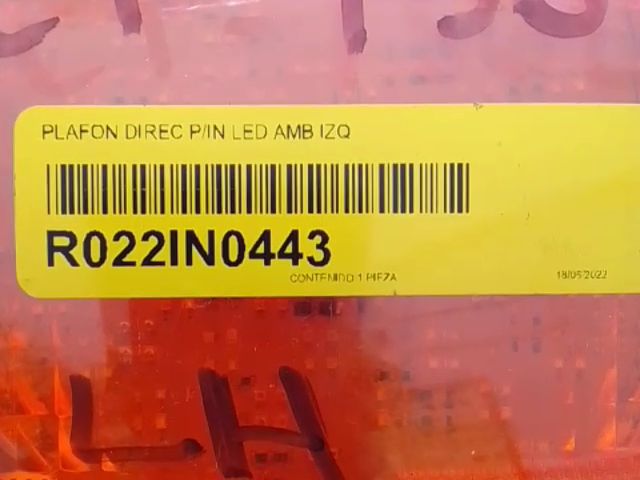 PLAFON DIREC P/IN LED AMB IZQ
R022IN0443
CONTENIDO 1 PIEZA
18/05/2022
LH